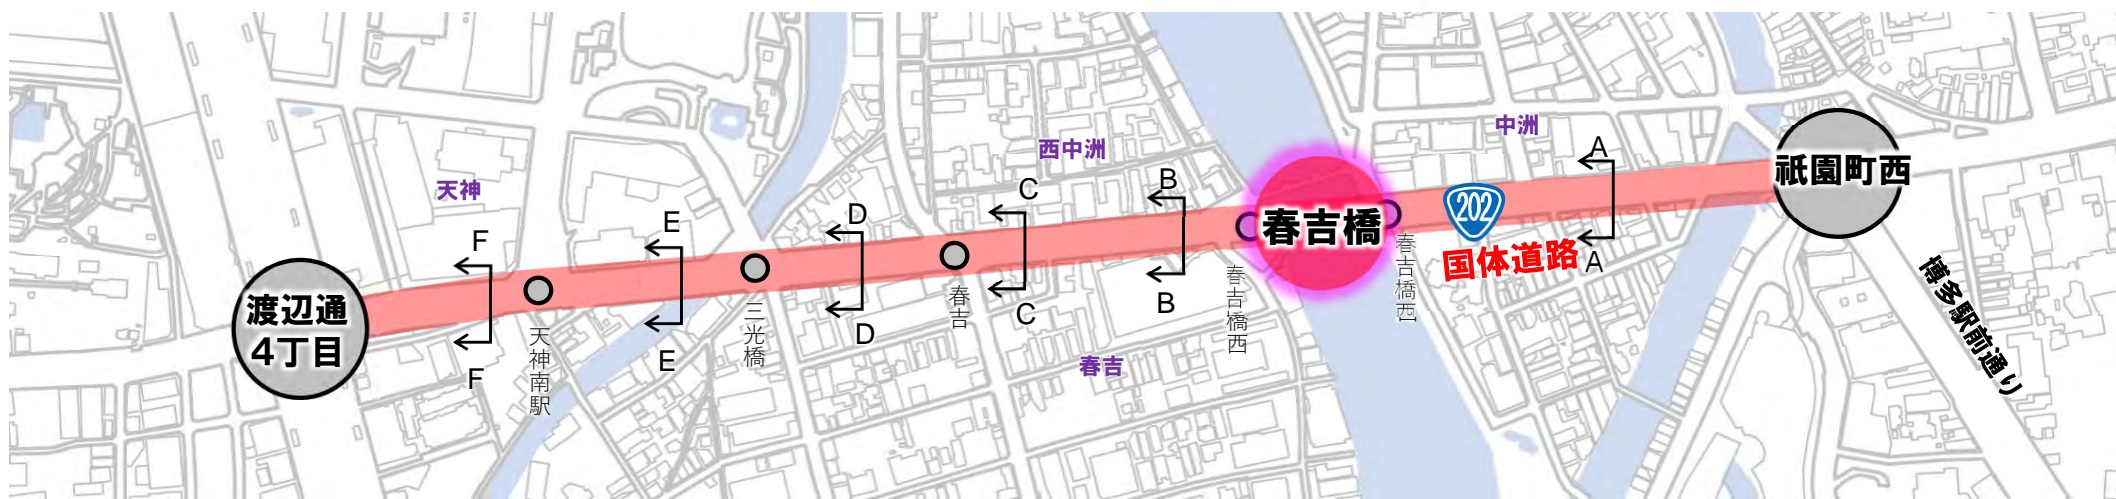 渡辺通
4丁目
天神
F
F
天神南駅
E
E
三光橋
D
D
春吉
西中洲
C
C
春吉
B
B
春吉橋西
春吉橋
春吉橋西
202
国体道路
中洲
A
A
祇園町西
博多駅前通り